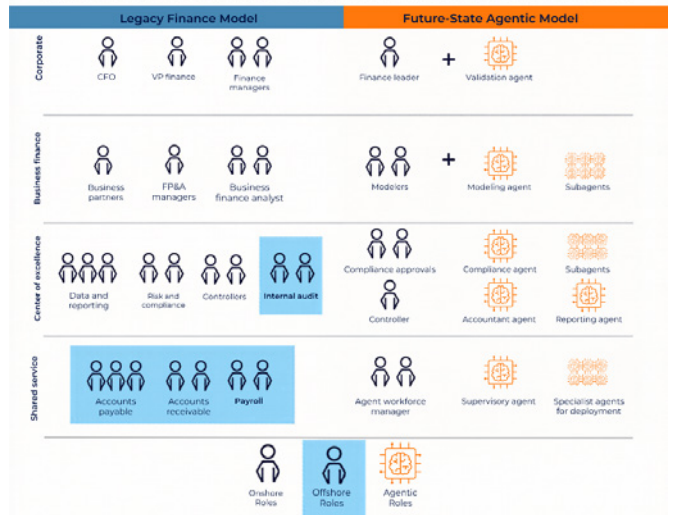 Legacy Finance Model
Future-State Agentic Model
Corporate
CFO
VP finance
Finance
managers
Finance leader
+
Validation agent
Business finance
Business
partners
FP&A
managers
Business
finance analyst
Modelers
+
Modeling agent
Subagents
Center of excellence
Data and
reporting
Risk and
compliance
Controllers
Internal audit
Compliance approvals
Compliance agent
Subagents
Controller
Accountant agent
Reporting agent
Shared service
Accounts
payable
Accounts
receivable
Payroll
Agent workforce
manager
Supervisory agent
Specialist agents
for deployment
Onshore
Roles
Offshore
Roles
Agentic
Roles